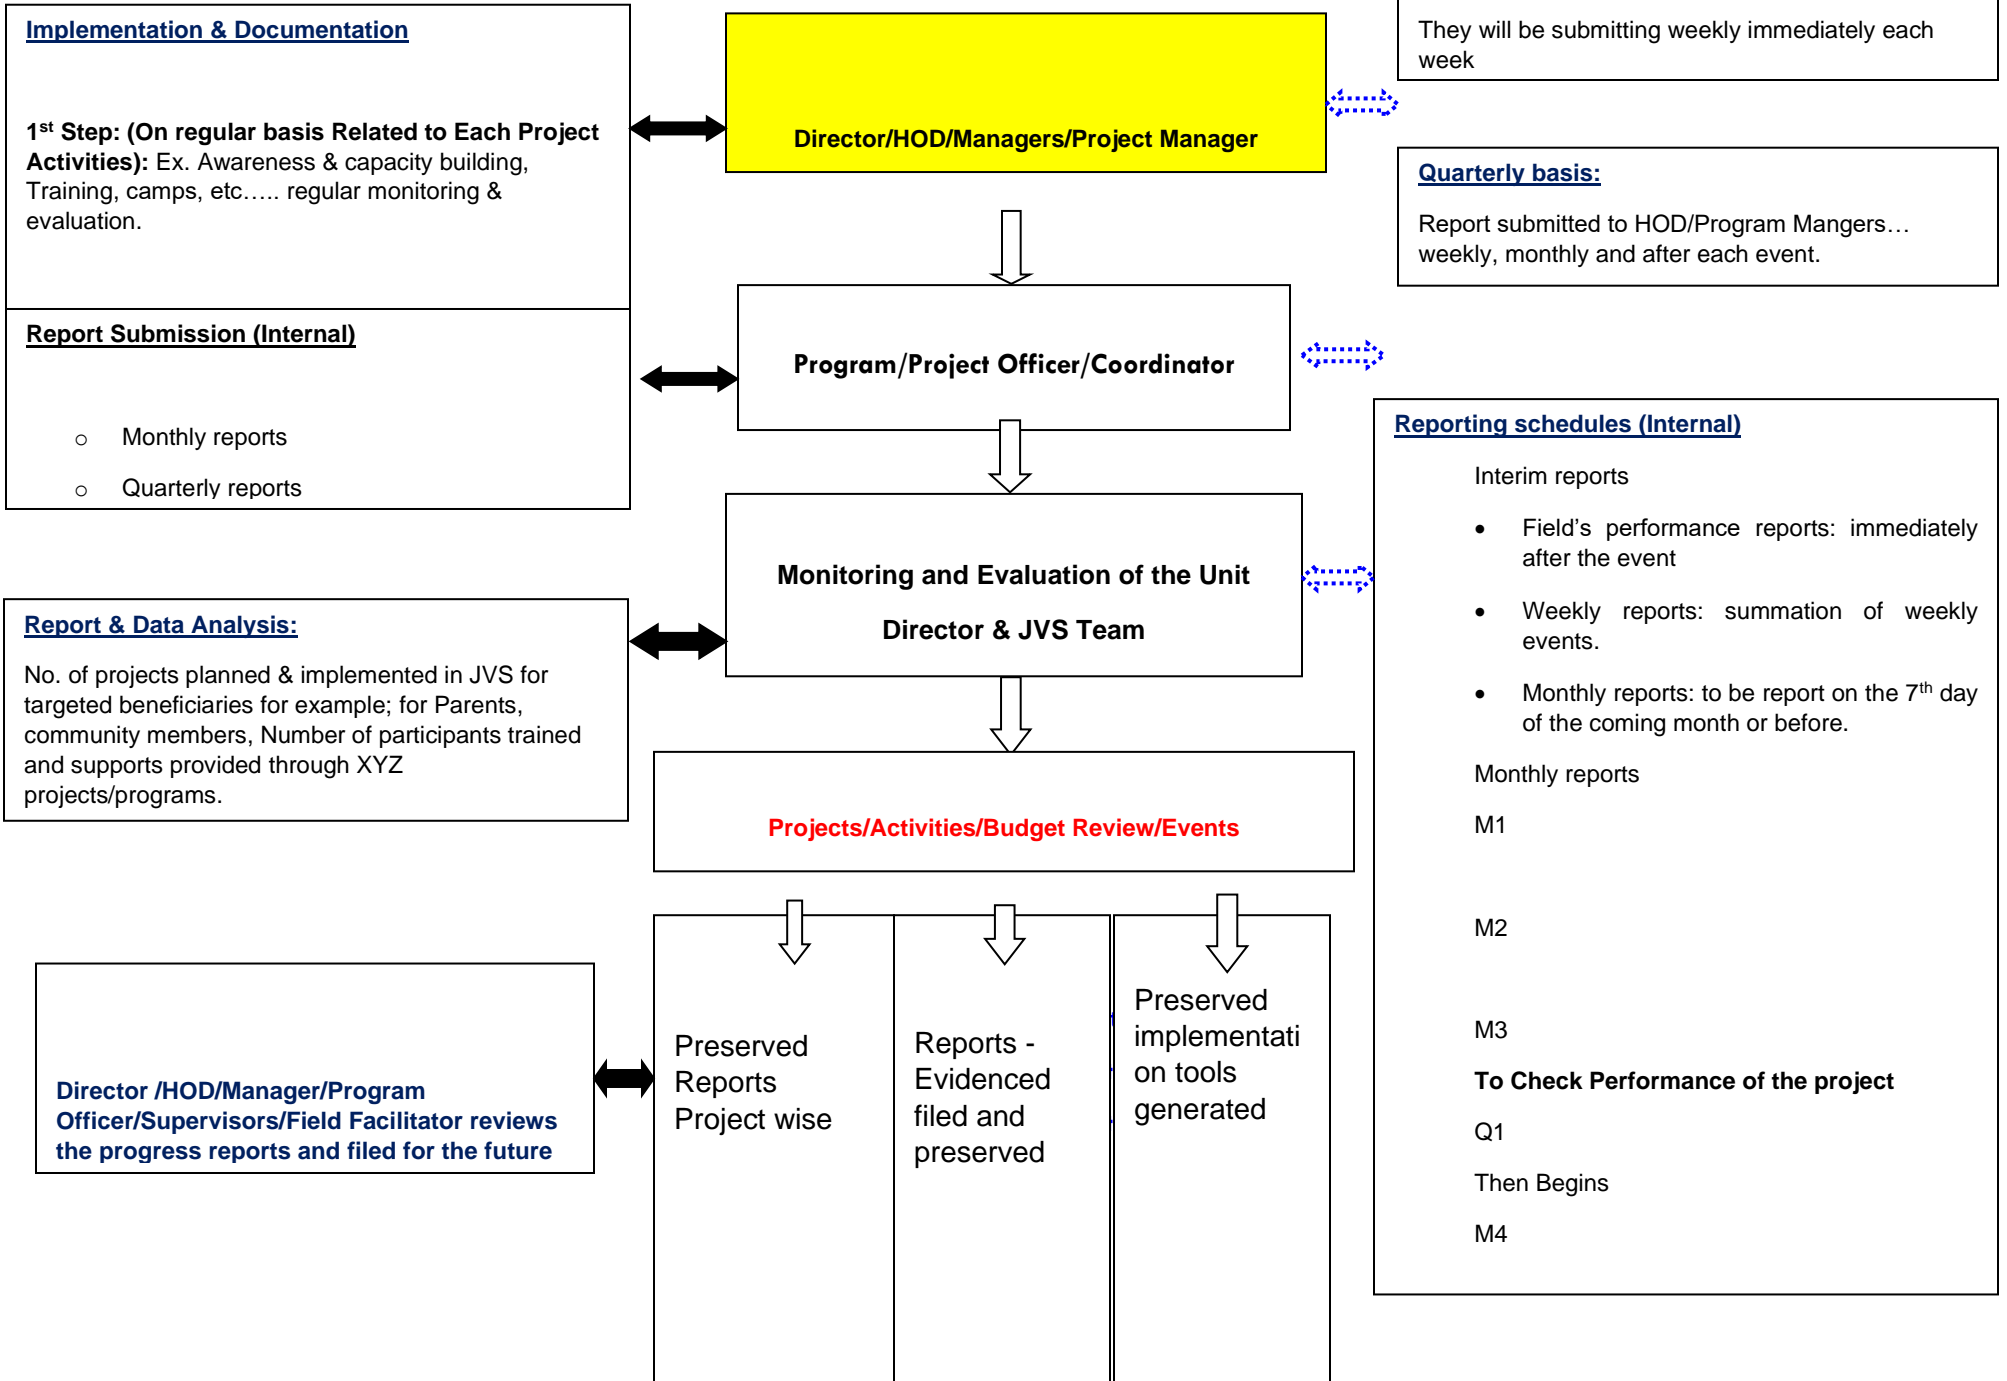 Implementation & Documentation
1st Step: (On regular basis Related to Each Project
Activities): Ex. Awareness & capacity building,
Training, camps, etc….. regular monitoring &
evaluation.
Report Submission (Internal)
o Monthly reports
o Quarterly reports
Report & Data Analysis:
No. of projects planned & implemented in JVS for
targeted beneficiaries for example; for Parents,
community members, Number of participants trained
and supports provided through XYZ
projects/programs.
Director /HOD/Manager/Program
Officer/Supervisors/Field Facilitator reviews
the progress reports and filed for the future
Director/HOD/Managers/Project Manager
Program/Project Officer/Coordinator
Monitoring and Evaluation of the Unit
Director & JVS Team
Projects/Activities/Budget Review/Events
Preserved
Reports
Project wise
Reports -
Evidenced
filed and
preserved
Preserved
implementati
on tools
generated
They will be submitting weekly immediately each
week
Quarterly basis:
Report submitted to HOD/Program Mangers…
weekly, monthly and after each event.
Reporting schedules (Internal)
Interim reports
• Field’s performance reports: immediately
after the event
• Weekly reports: summation of weekly
events.
• Monthly reports: to be report on the 7th day
of the coming month or before.
Monthly reports
M1
M2
M3
To Check Performance of the project
Q1
Then Begins
M4